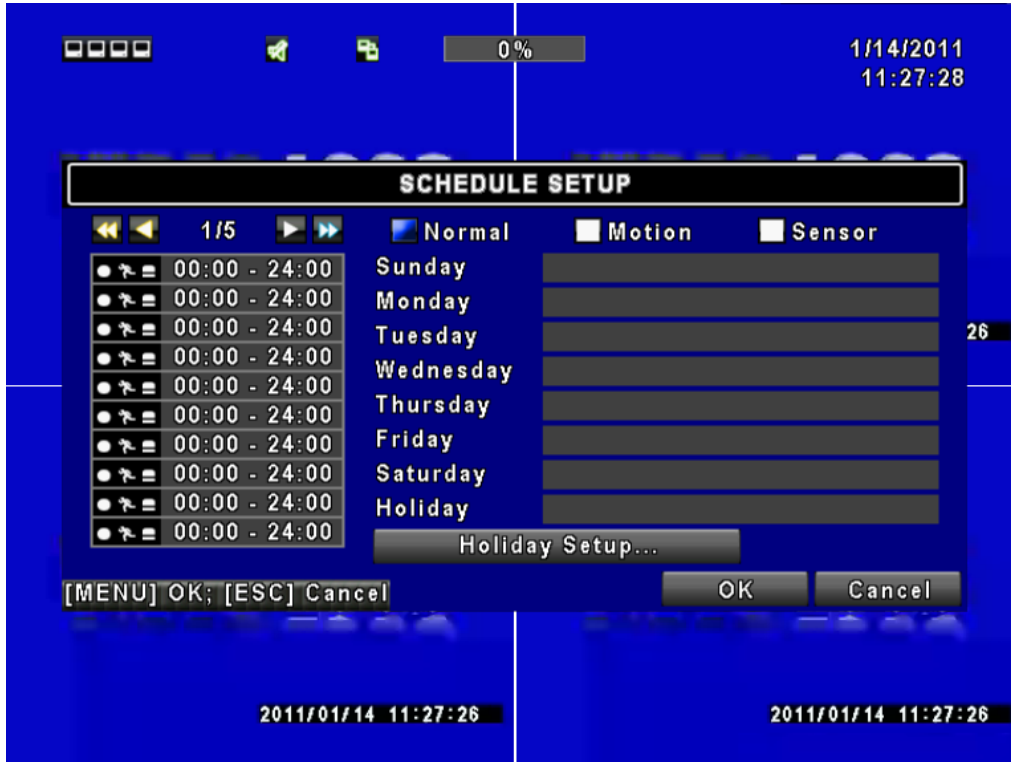 0%
1/14/2011
11:27:28
SCHEDULE SETUP
1/5
Normal Motion Sensor
00:00 - 24:00
00:00 - 24:00
00:00 - 24:00
00:00 - 24:00
00:00 - 24:00
00:00 - 24:00
00:00 - 24:00
00:00 - 24:00
00:00 - 24:00
00:00 - 24:00
Sunday
Monday
Tuesday
Wednesday
Thursday
Friday
Saturday
Holiday
Holiday Setup...
26
[MENU] OK; [ESC] Cancel
OK Cancel
2011/01/14 11:27:26
2011/01/14 11:27:26